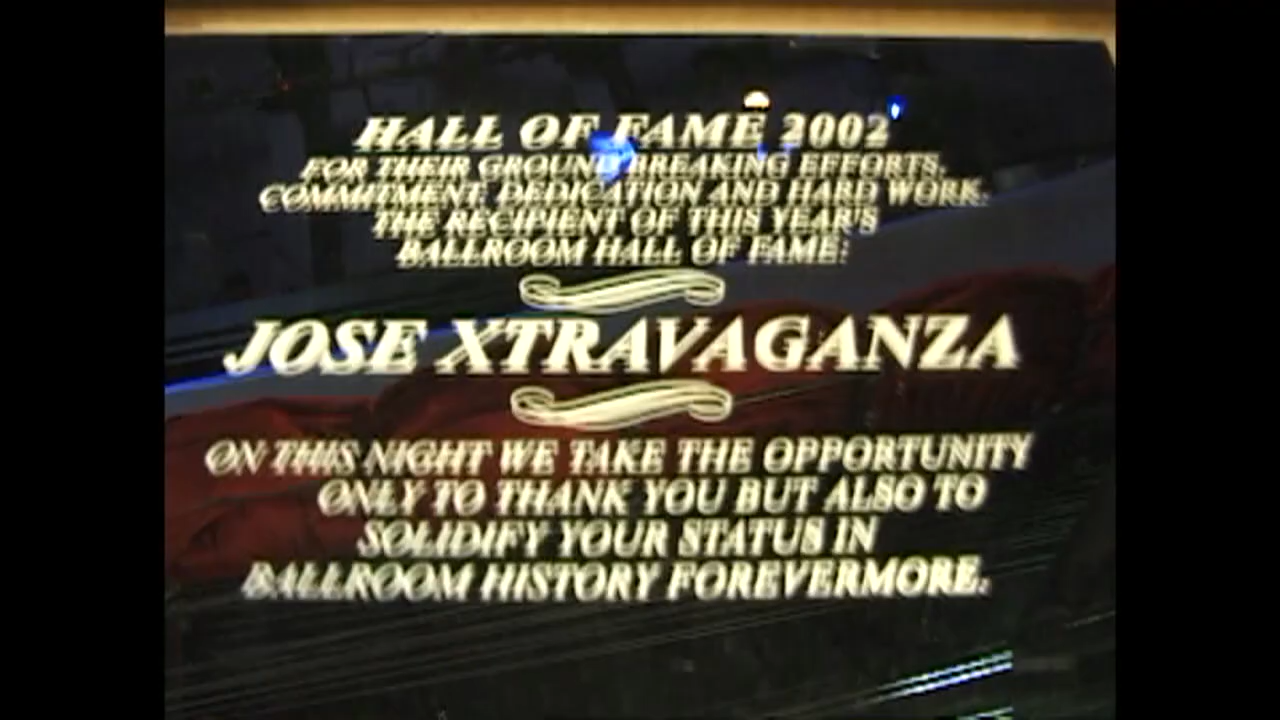 HALL OF FAME 2002
FOR THEIR GROUND BREAKING EFFORTS,
COMMITMENT, DEDICATION AND HARD WORK.
THE RECIPIENT OF THIS YEAR'S
BALLROOM HALL OF FAME:
JOSE XTRAVAGANZA
ON THIS NIGHT WE TAKE THE OPPORTUNITY
ONLY TO THANK YOU BUT ALSO TO
SOLIDIFY YOUR STATUS IN
BALLROOM HISTORY FOREVERMORE.